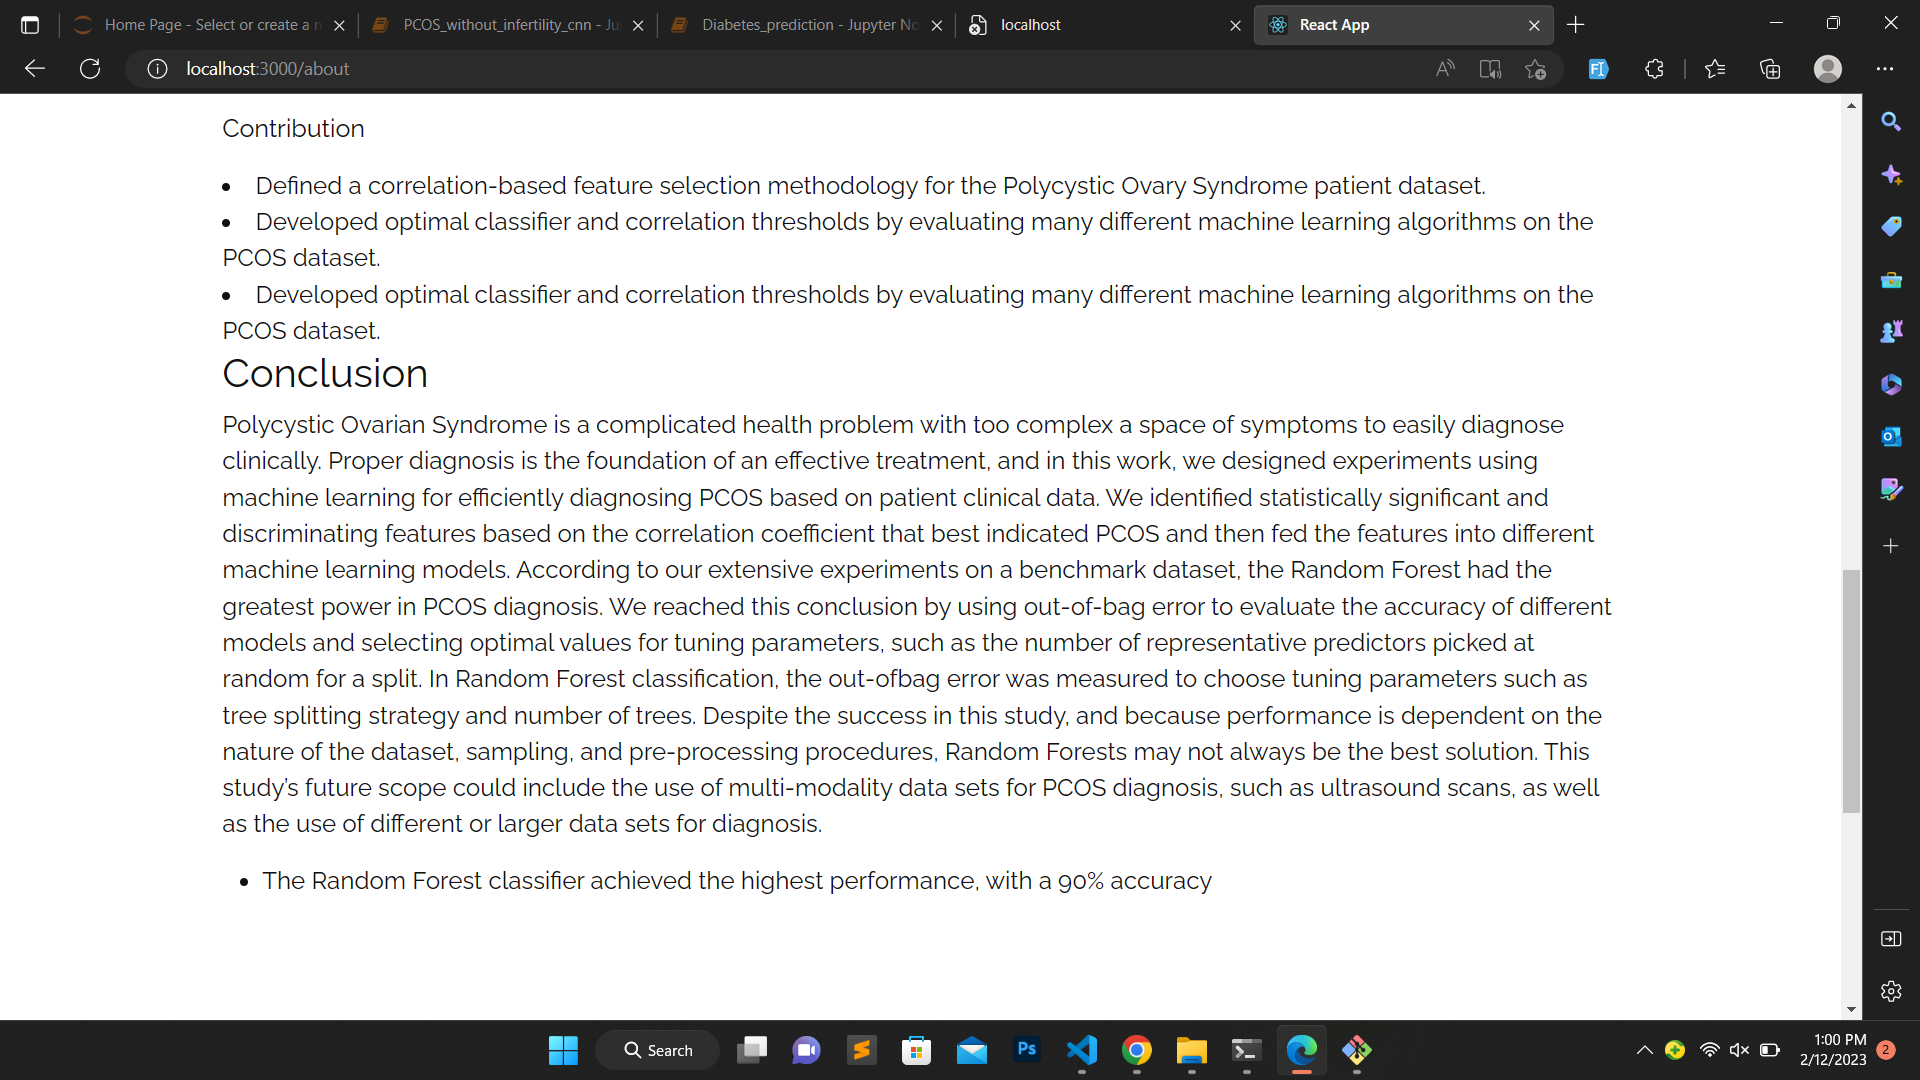 Home Page - Select or create a n
PCOS_without_infertility_cnn - Ju
Diabetes_prediction - Jupyter No
localhost
React App
localhost:3000/about
Contribution
• Defined a correlation-based feature selection methodology for the Polycystic Ovary Syndrome patient dataset.
• Developed optimal classifier and correlation thresholds by evaluating many different machine learning algorithms on the
PCOS dataset.
• Developed optimal classifier and correlation thresholds by evaluating many different machine learning algorithms on the
PCOS dataset.
Conclusion
Polycystic Ovarian Syndrome is a complicated health problem with too complex a space of symptoms to easily diagnose
clinically. Proper diagnosis is the foundation of an effective treatment, and in this work, we designed experiments using
machine learning for efficiently diagnosing PCOS based on patient clinical data. We identified statistically significant and
discriminating features based on the correlation coefficient that best indicated PCOS and then fed the features into different
machine learning models. According to our extensive experiments on a benchmark dataset, the Random Forest had the
greatest power in PCOS diagnosis. We reached this conclusion by using out-of-bag error to evaluate the accuracy of different
models and selecting optimal values for tuning parameters, such as the number of representative predictors picked at
random for a split. In Random Forest classification, the out-ofbag error was measured to choose tuning parameters such as
tree splitting strategy and number of trees. Despite the success in this study, and because performance is dependent on the
nature of the dataset, sampling, and pre-processing procedures, Random Forests may not always be the best solution. This
study’s future scope could include the use of multi-modality data sets for PCOS diagnosis, such as ultrasound scans, as well
as the use of different or larger data sets for diagnosis.
• The Random Forest classifier achieved the highest performance, with a 90% accuracy
Search
Ps
1:00 PM
2/12/2023
2